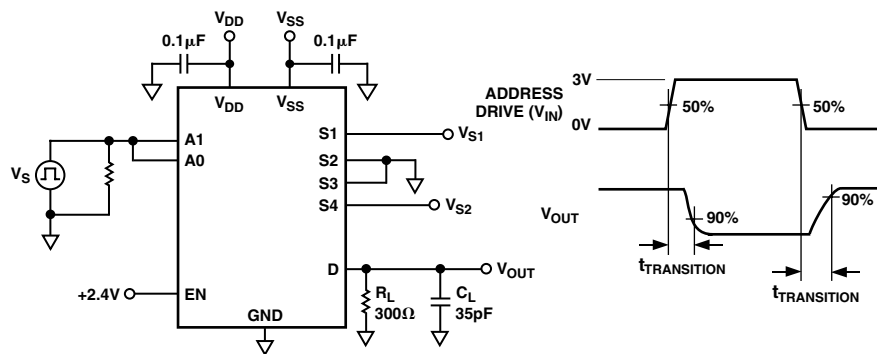 VDD
VSS
0.1μF
0.1μF
VDD
VSS
A1
A0
VS
S1
VS1
S2
S3
S4
VS2
D
VOUT
+2.4V
EN
GND
RL
300Ω
CL
35pF
3V
ADDRESS
DRIVE (VIN)
0V
50%
50%
VOUT
90%
90%
tTRANSITION
tTRANSITION